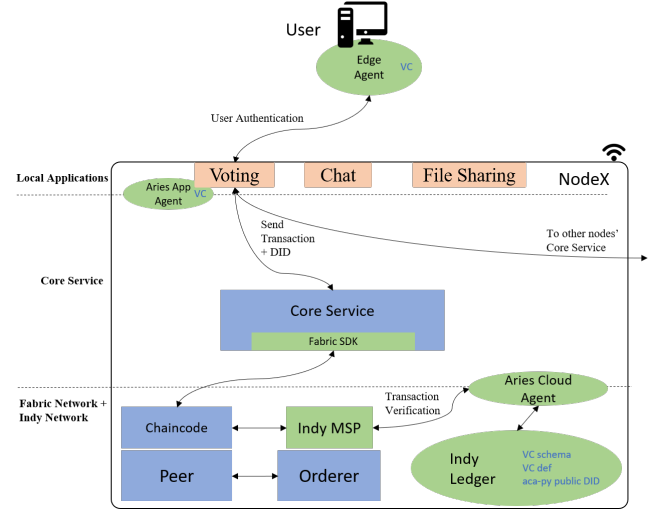 User
Edge
Agent
VC
User Authentication
Local Applications
Voting
Chat
File Sharing
NodeX
Aries App
Agent
VC
Send
Transaction
+ DID
To other nodes’
Core Service
Core Service
Core Service
Fabric SDK
Fabric Network +
Indy Network
Transaction
Verification
Aries Cloud
Agent
Chaincode
Indy MSP
Peer
Orderer
Indy
Ledger
VC schema
VC def
aca-py public DID